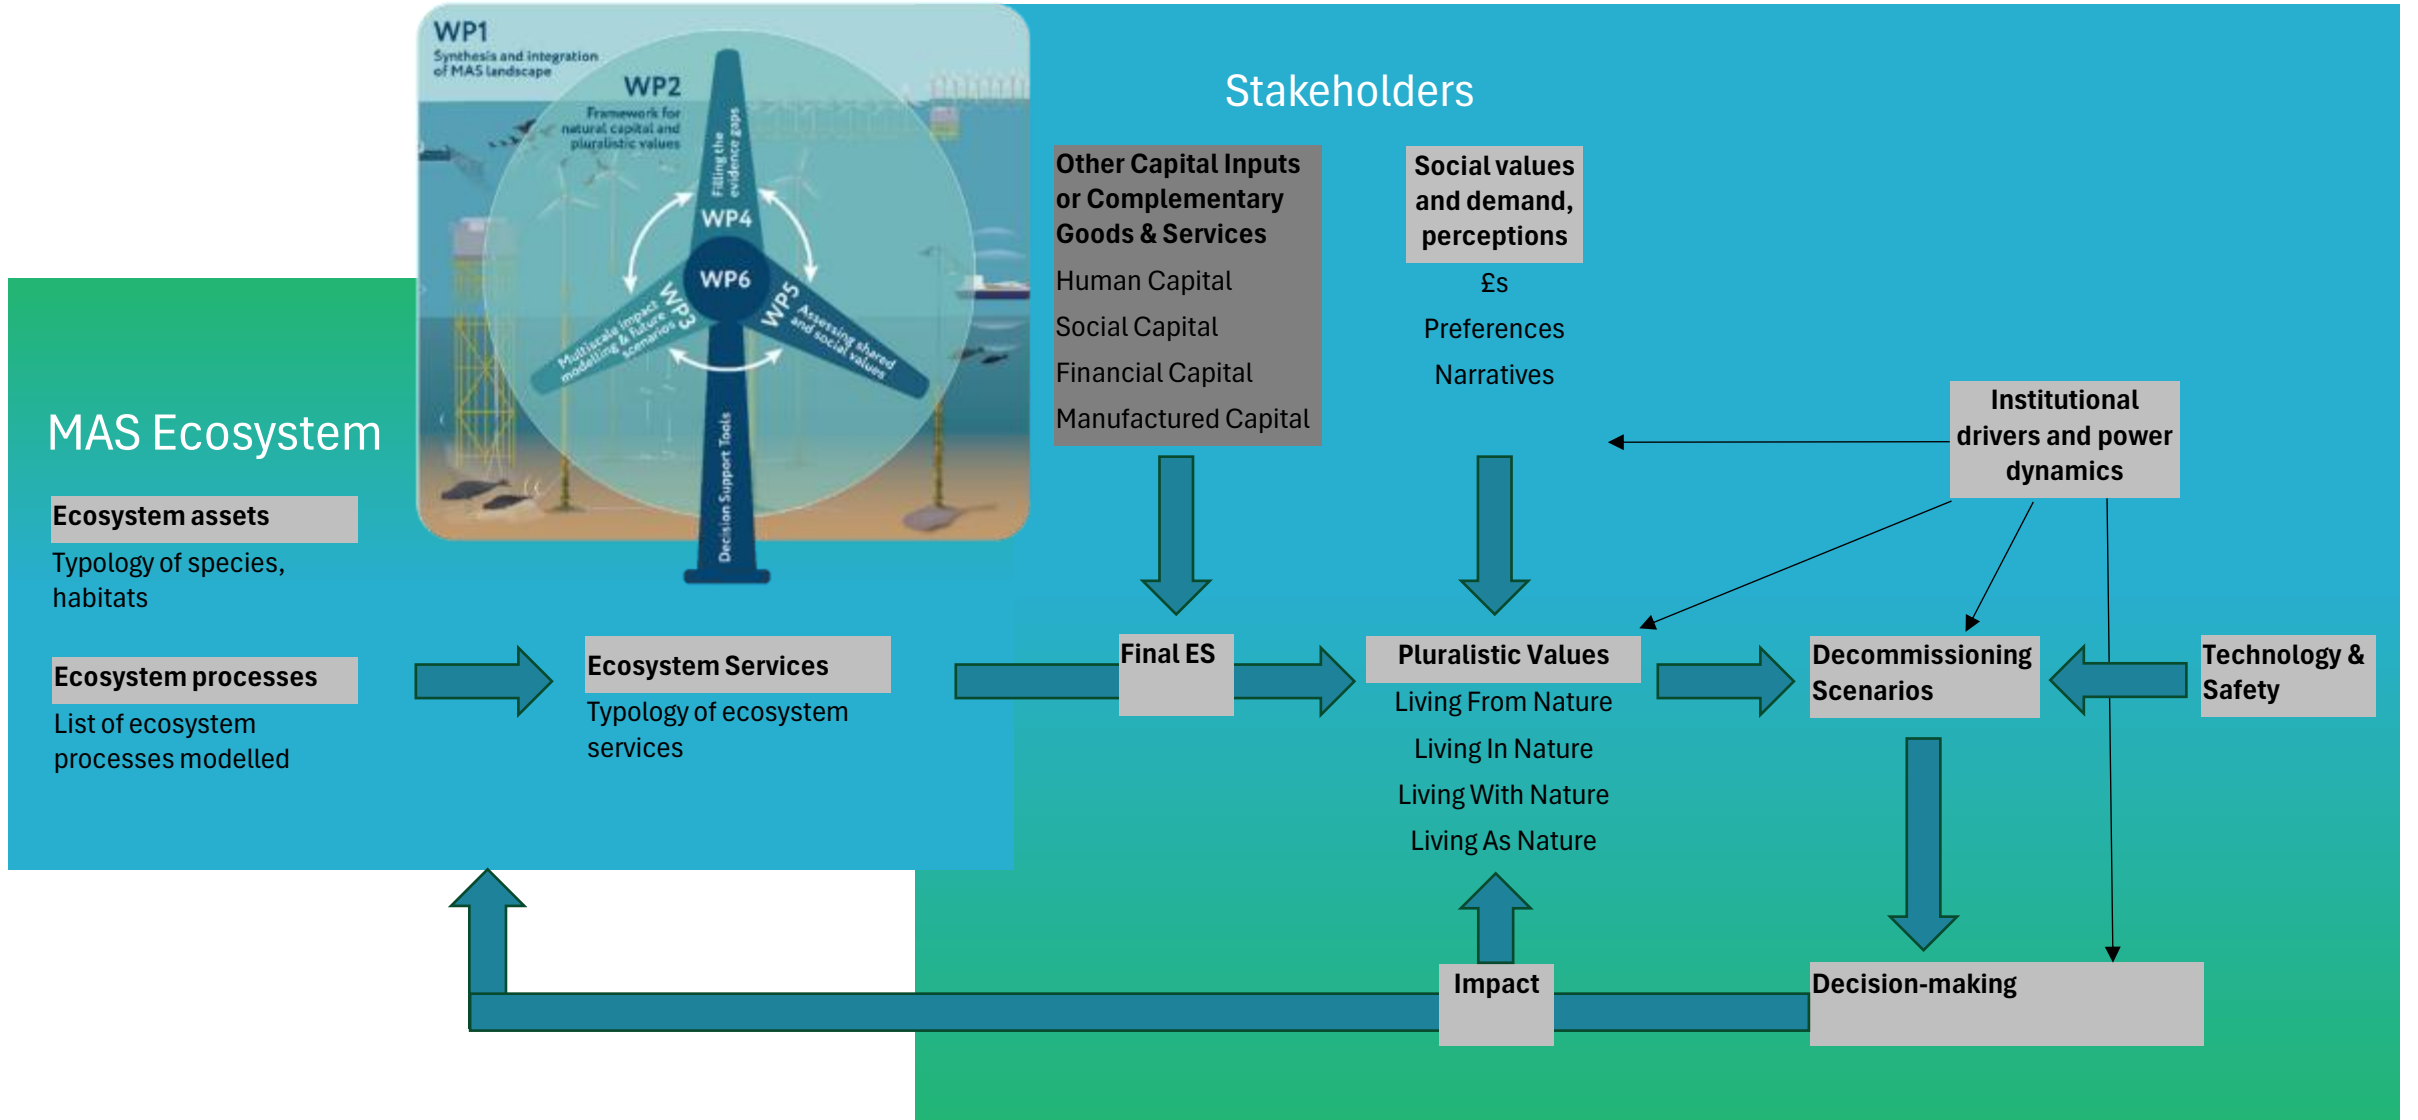 WP1
Synthesis and integration
of MAS landscape
WP2
Framework for
natural capital and
pluralistic values
Filling the
evidence gaps
WP4
WP6
WP3
Multiscale impact
modelling & future
scenarios
WP5
Assessing shared
and social values
Decision Support Tools
MAS Ecosystem
Ecosystem assets
Typology of species,
habitats
Ecosystem processes
List of ecosystem
processes modelled
Ecosystem Services
Typology of ecosystem
services
Stakeholders
Other Capital Inputs
or Complementary
Goods & Services
Human Capital
Social Capital
Financial Capital
Manufactured Capital
Social values
and demand,
perceptions
£s
Preferences
Narratives
Institutional
drivers and power
dynamics
Final ES
Pluralistic Values
Living From Nature
Living In Nature
Living With Nature
Living As Nature
Decommissioning
Scenarios
Technology &
Safety
Impact
Decision-making